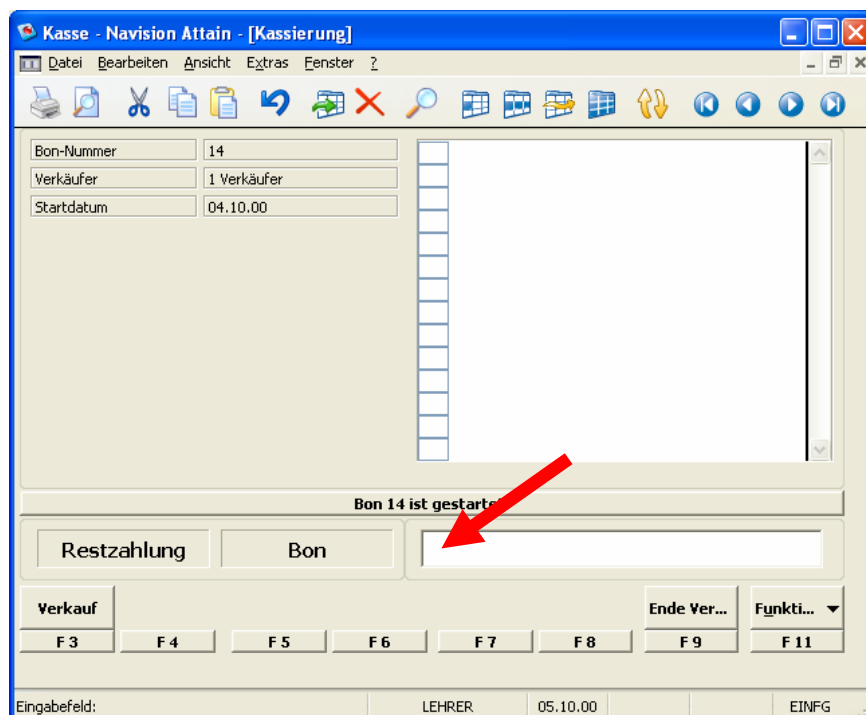 Kasse - Navision Attain - [Kassierung]
Datei Bearbeiten Ansicht Extras Fenster ?
Bon-Nummer 14
Verkäufer 1 Verkäufer
Startdatum 04.10.00
Bon 14 ist gestartet
Restzahlung Bon
Verkauf Ende Ver... Funkti...
F 3 F 4 F 5 F 6 F 7 F 8 F 9 F 11
Eingabefeld: LEHRER 05.10.00 EINFG